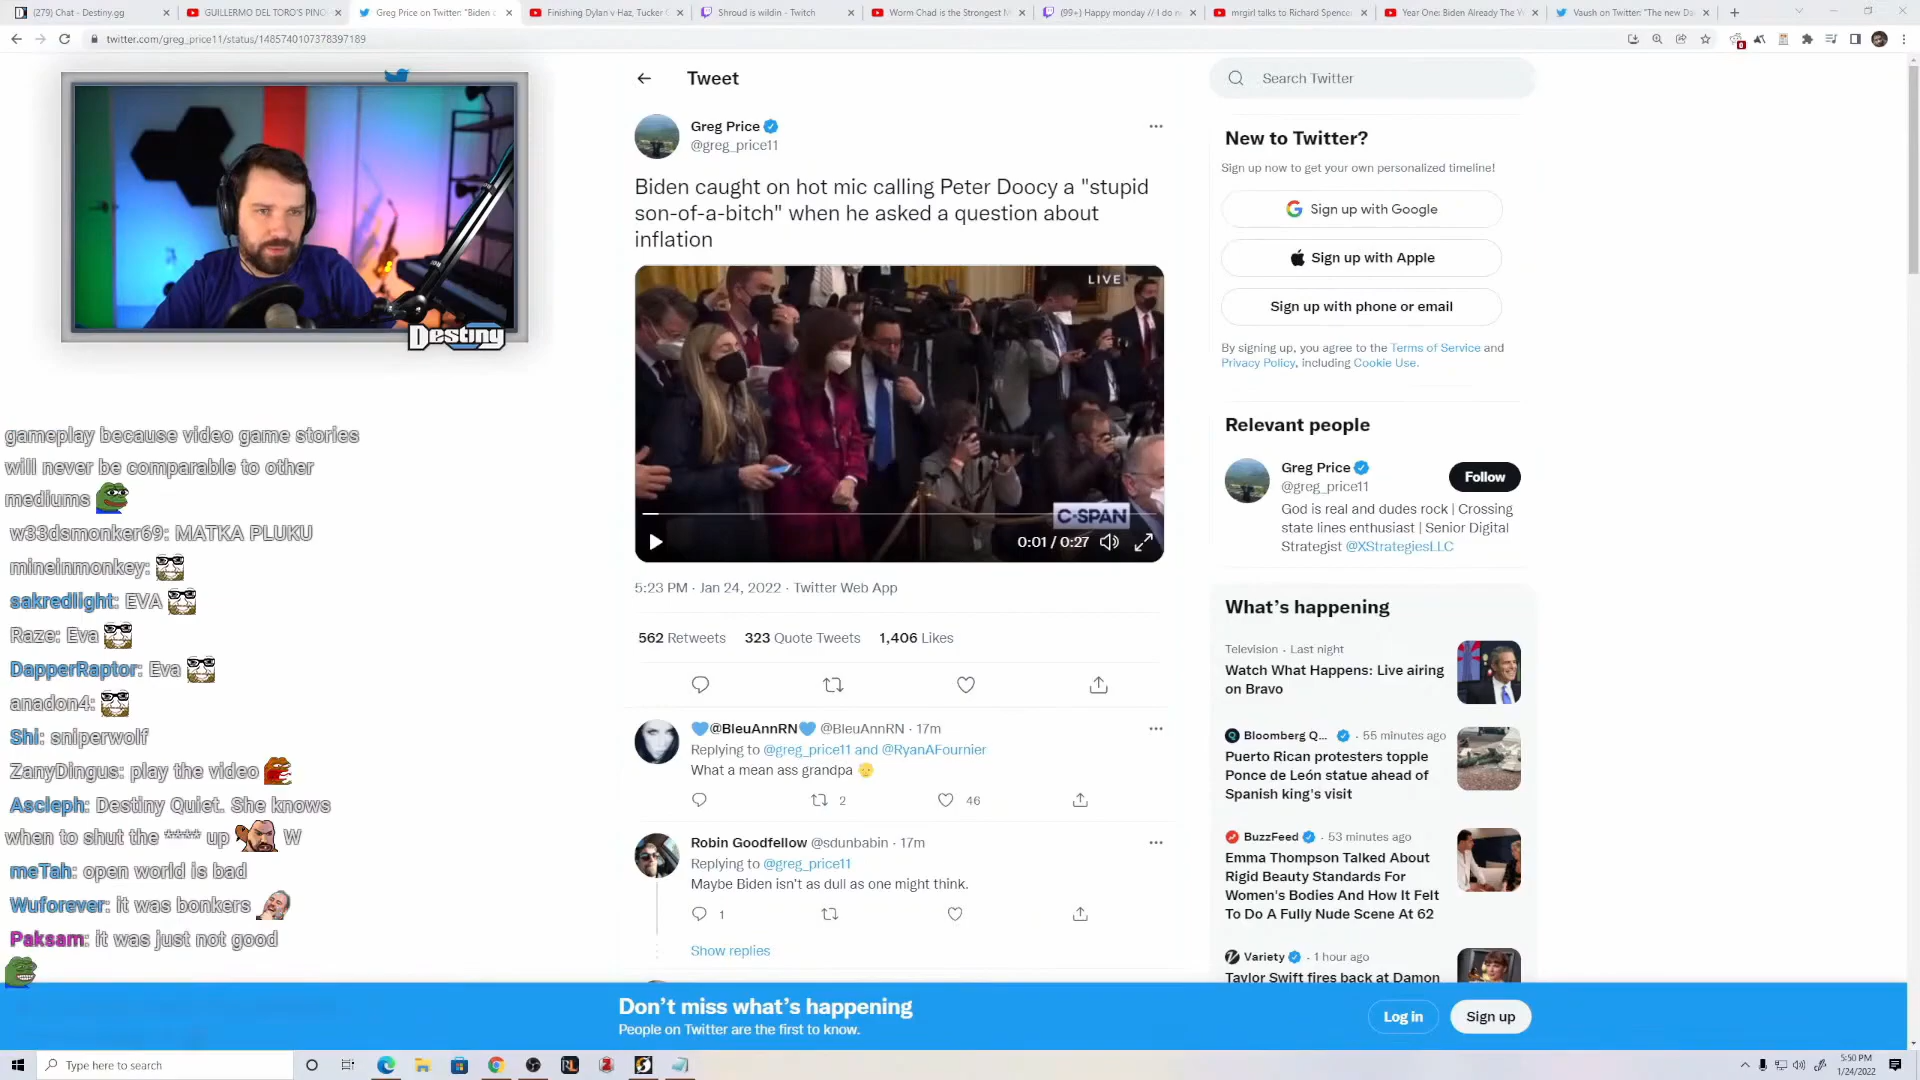 (279) Chat - Destiny.gg
GUILLERMO DEL TORO'S PINO
Greg Price on Twitter: "Biden c
Finishing Dylan v Haz, Tucker C
Shroud is wildin - Twitch
Worm Chad is the Strongest M
(99+) Happy monday // I do n
mrgirl talks to Richard Spence
Year One: Biden Already The W
Vaush on Twitter: "The new Da
twitter.com/greg_price11/status/1485740107378397189
Destiny
gameplay because video game stories
will never be comparable to other
mediums
w33dsmonker69: MATKA PLUKU
mineinmonkey:
sakredlight: EVA
Raze: Eva
DapperRaptor: Eva
anadon4:
Shi: sniperwolf
ZanyDingus: play the video
Ascleph: Destiny Quiet. She knows
when to shut the **** up W
meTah: open world is bad
Wuforever: it was bonkers
Paksam: it was just not good
Tweet
Greg Price
@greg_price11
Biden caught on hot mic calling Peter Doocy a "stupid
son-of-a-bitch" when he asked a question about
inflation
LIVE
C-SPAN
0:01 / 0:27
5:23 PM · Jan 24, 2022 · Twitter Web App
562 Retweets 323 Quote Tweets 1,406 Likes
@BleuAnnRN @BleuAnnRN · 17m
Replying to @greg_price11 and @RyanAFournier
What a mean ass grandpa
2 46
Robin Goodfellow @sdunbabin · 17m
Replying to @greg_price11
Maybe Biden isn't as dull as one might think.
1
Show replies
Search Twitter
New to Twitter?
Sign up now to get your own personalized timeline!
Sign up with Google
Sign up with Apple
Sign up with phone or email
By signing up, you agree to the Terms of Service and
Privacy Policy, including Cookie Use.
Relevant people
Greg Price
@greg_price11
Follow
God is real and dudes rock | Crossing
state lines enthusiast | Senior Digital
Strategist @XStrategiesLLC
What's happening
Television · Last night
Watch What Happens: Live airing
on Bravo
Bloomberg Q... · 55 minutes ago
Puerto Rican protesters topple
Ponce de León statue ahead of
Spanish king's visit
BuzzFeed · 53 minutes ago
Emma Thompson Talked About
Rigid Beauty Standards For
Women's Bodies And How It Felt
To Do A Fully Nude Scene At 62
Variety · 1 hour ago
Taylor Swift fires back at Damon
Don't miss what's happening
People on Twitter are the first to know.
Log in
Sign up
Type here to search
5:50 PM
1/24/2022